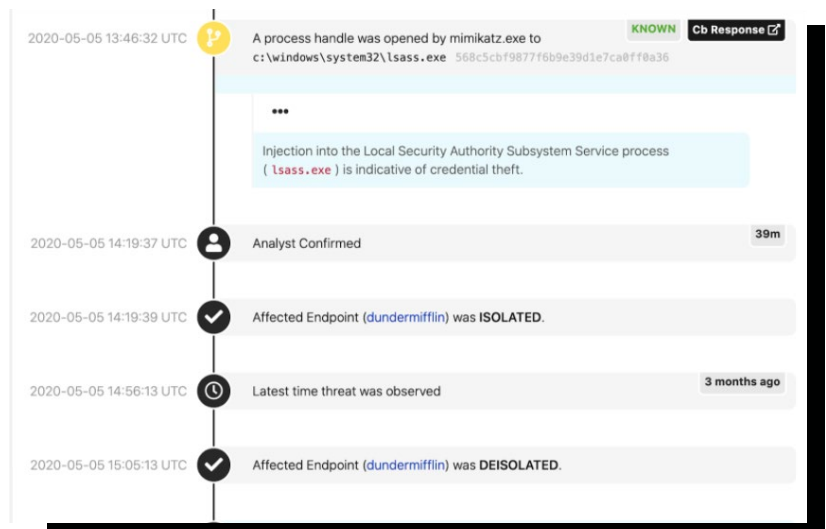 2020-05-05 13:46:32 UTC
A process handle was opened by mimikatz.exe to
KNOWN
Cb Response
c:\windows\system32\lsass.exe 568c5cbf9877f6b9e39d1e7ca0ff0a36
•••
Injection into the Local Security Authority Subsystem Service process
( lsass.exe ) is indicative of credential theft.
2020-05-05 14:19:37 UTC
Analyst Confirmed
39m
2020-05-05 14:19:39 UTC
Affected Endpoint (dundermifflin) was ISOLATED.
2020-05-05 14:56:13 UTC
Latest time threat was observed
3 months ago
2020-05-05 15:05:13 UTC
Affected Endpoint (dundermifflin) was DEISOLATED.